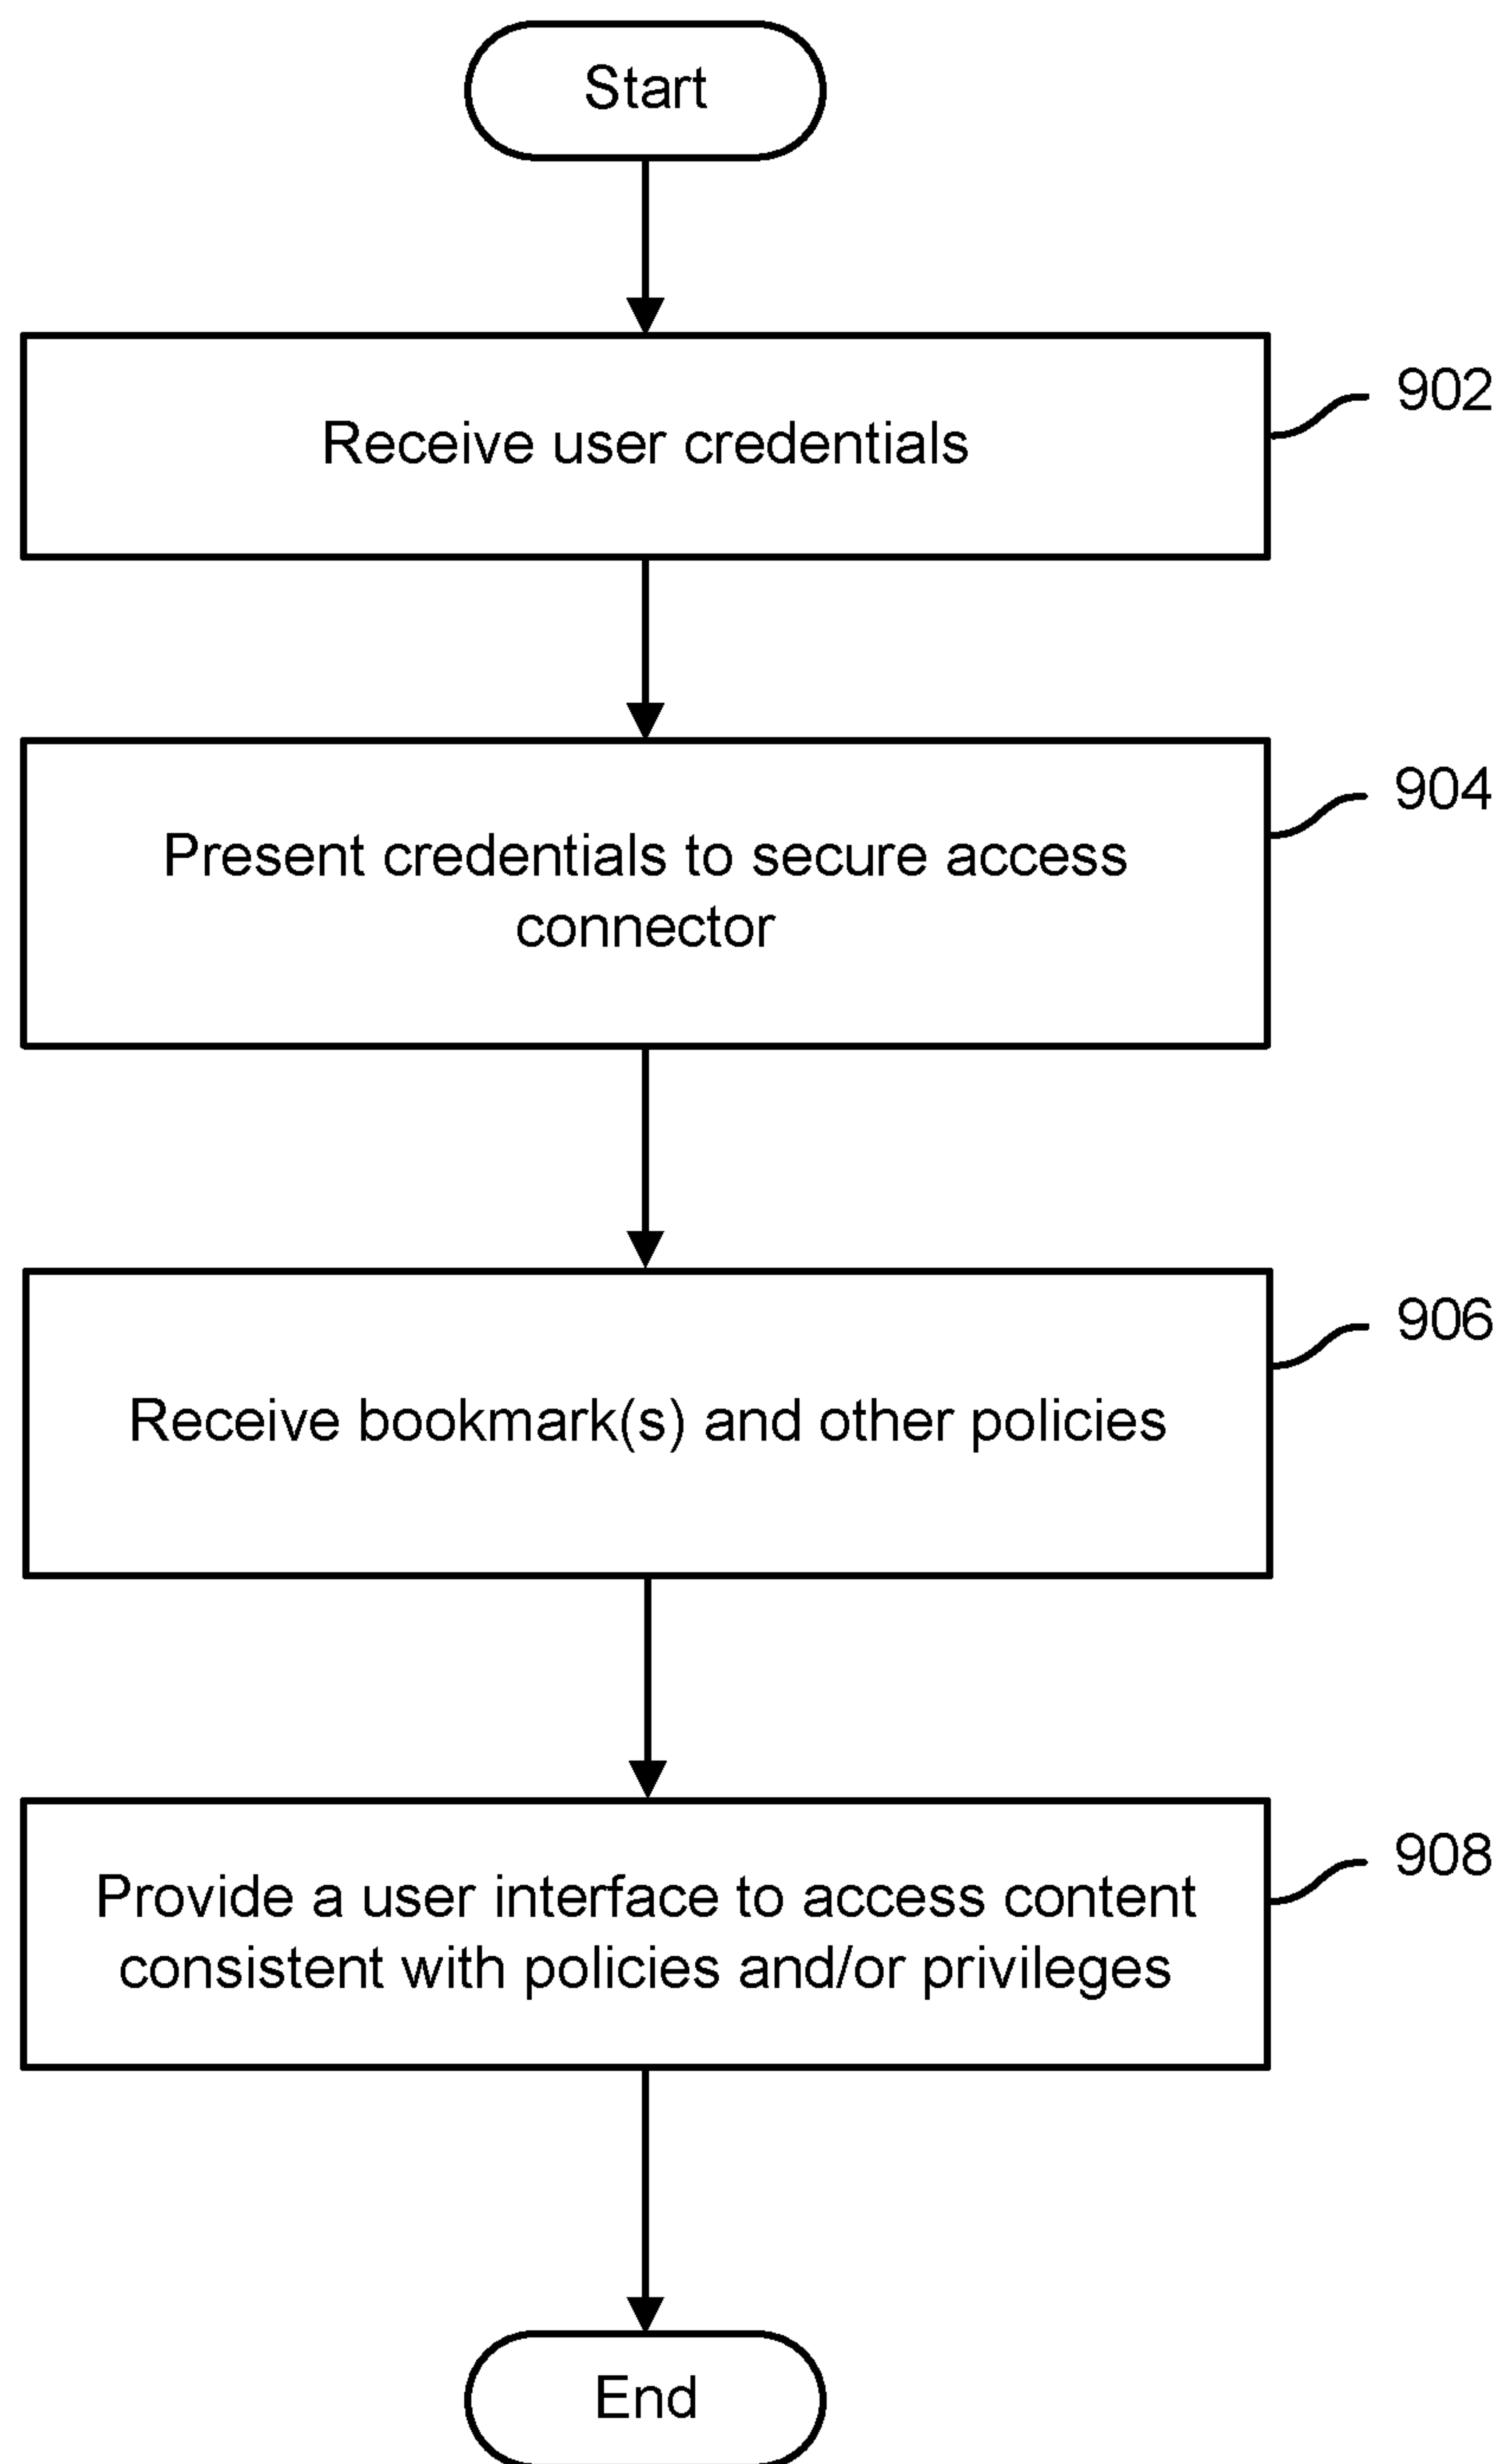 Start
Receive user credentials
902
Present credentials to secure access
connector
904
Receive bookmark(s) and other policies
906
Provide a user interface to access content
consistent with policies and/or privileges
908
End